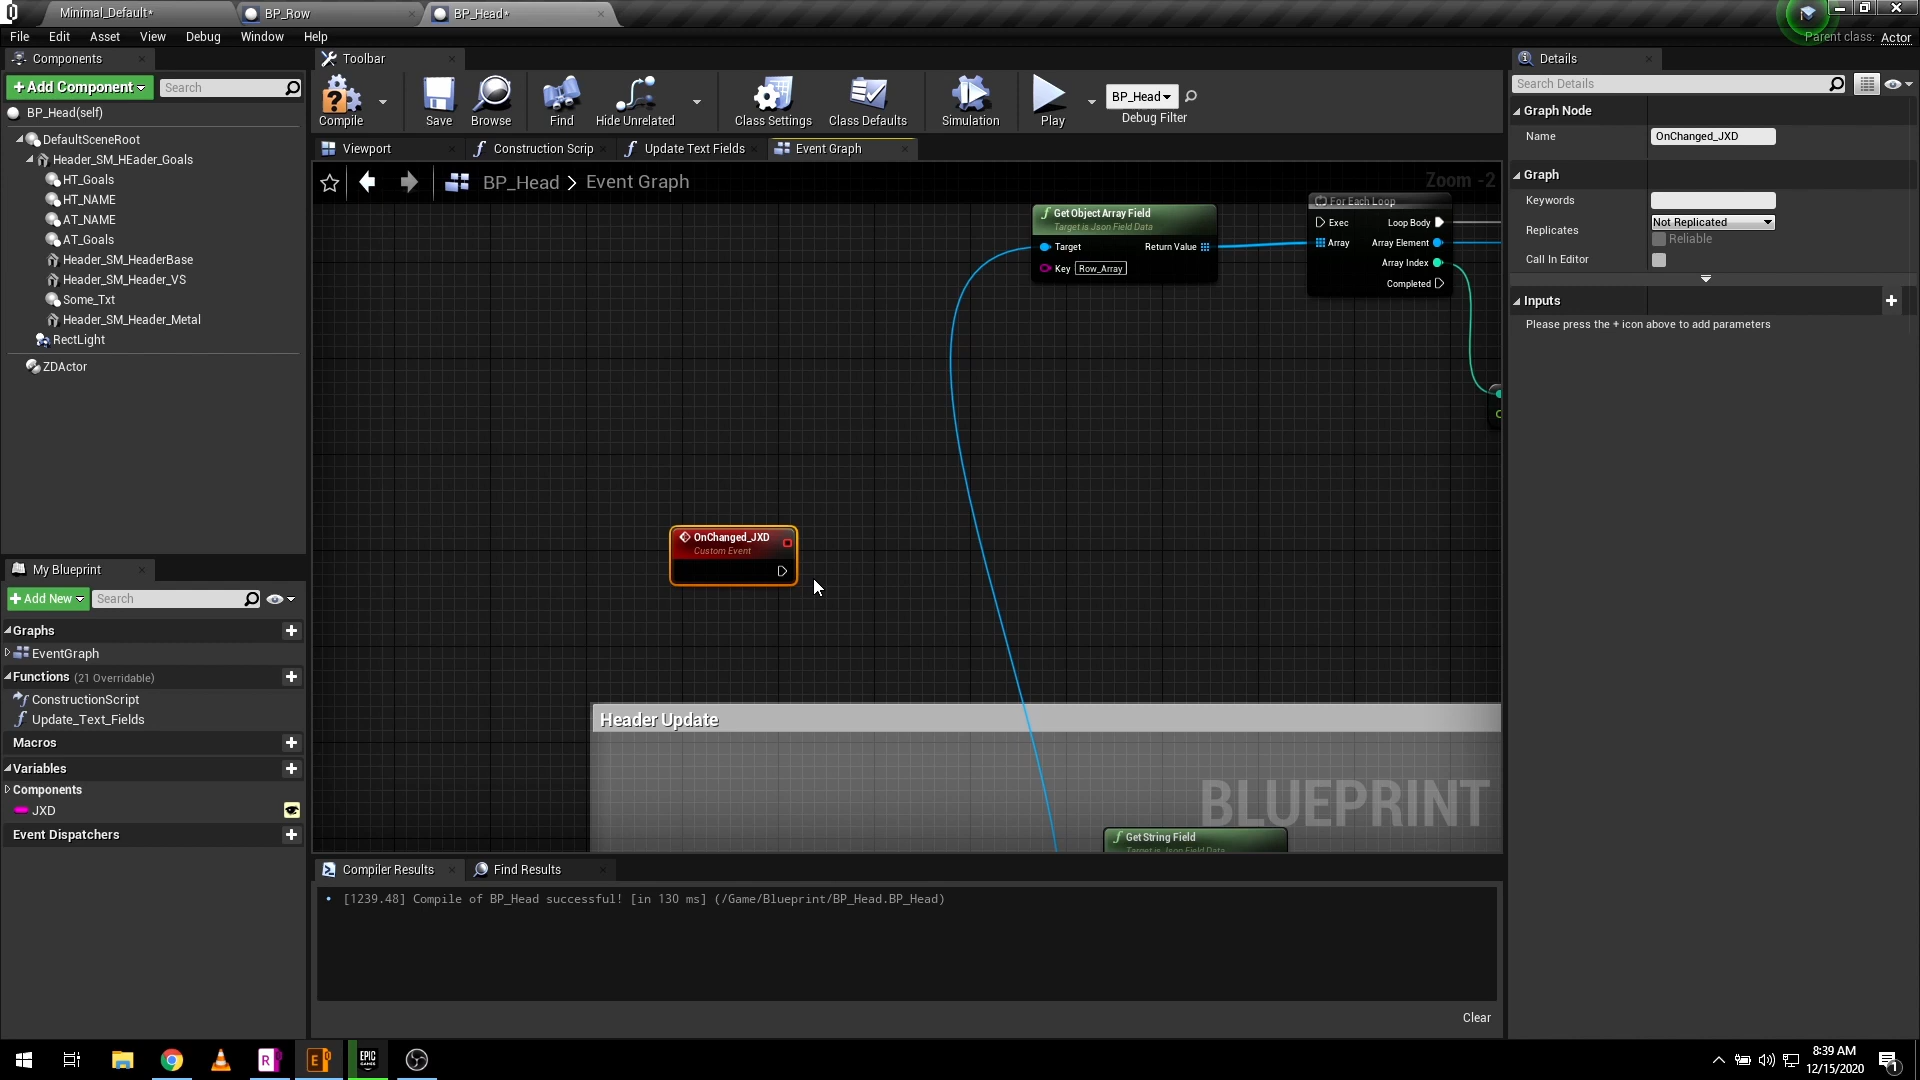 Minimal_Default*
BP_Row
BP_Head*
File
Edit
Asset
View
Debug
Window
Help
Parent class: Actor
Components
+Add Component
Search
BP_Head(self)
DefaultSceneRoot
Header_SM_HEader_Goals
HT_Goals
HT_NAME
AT_NAME
AT_Goals
Header_SM_HeaderBase
Header_SM_Header_VS
Some_Txt
Header_SM_Header_Metal
RectLight
ZDActor
My Blueprint
+Add New
Search
Graphs
EventGraph
Functions (21 Overridable)
ConstructionScript
Update_Text_Fields
Macros
Variables
Components
JXD
Event Dispatchers
Toolbar
Compile
Save
Browse
Find
Hide Unrelated
Class Settings
Class Defaults
Simulation
Play
BP_Head
Debug Filter
Viewport
Construction Scrip
Update Text Fields
Event Graph
BP_Head > Event Graph
Zoom -2
Get Object Array Field
Target is Json Field Data
Target
Return Value
Key
Row_Array
For Each Loop
Exec
Loop Body
Array
Array Element
Array Index
Completed
OnChanged_JXD
Custom Event
Header Update
BLUEPRINT
Get String Field
Target is Json Field Data
Compiler Results
Find Results
[1239.48] Compile of BP_Head successful! [in 130 ms] (/Game/Blueprint/BP_Head.BP_Head)
Clear
Details
Search Details
Graph Node
Name
OnChanged_JXD
Graph
Keywords
Replicates
Not Replicated
Reliable
Call In Editor
Inputs
Please press the + icon above to add parameters
R
E
EPIC
GAMES
8:39 AM
12/15/2020
1